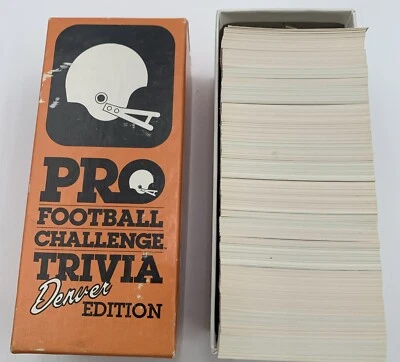 PRO
FOOTBALL
CHALLENGE
TRIVIA
Denver
EDITION